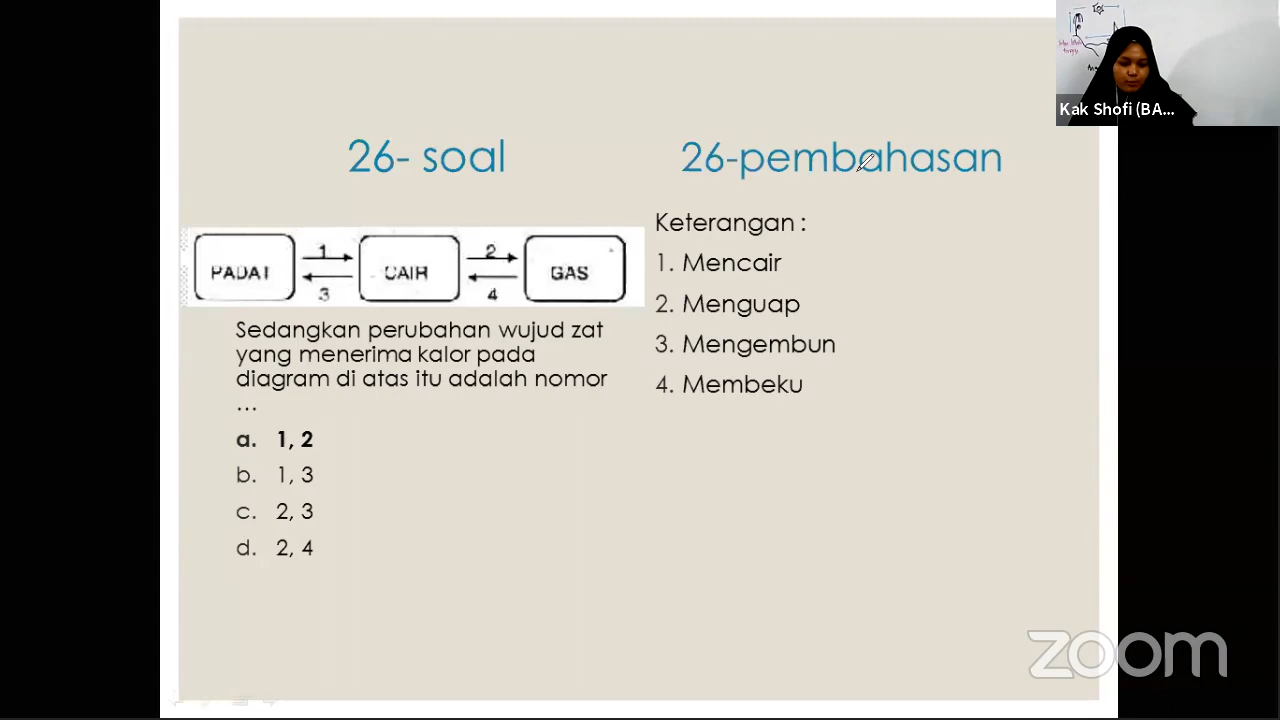 Kak Shofi (BA...
26- soal
26-pembahasan
1
2
PADAT
CAIR
GAS
3
4
Sedangkan perubahan wujud zat
yang menerima kalor pada
diagram di atas itu adalah nomor
...
a. 1, 2
b. 1, 3
c. 2, 3
d. 2, 4
Keterangan :
1. Mencair
2. Menguap
3. Mengembun
4. Membeku
zoom